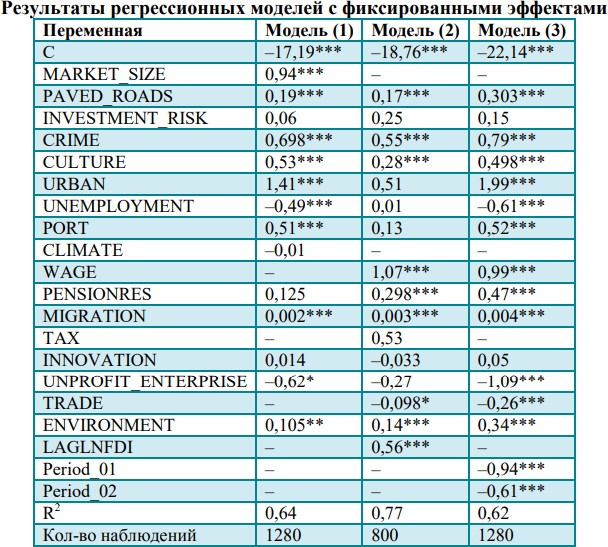 Результаты регрессионных моделей с фиксированными эффектами
Переменная Модель (1) Модель (2) Модель (3)
C –17,19*** –18,76*** –22,14***
MARKET_SIZE 0,94*** – –
PAVED_ROADS 0,19*** 0,17*** 0,303***
INVESTMENT_RISK 0,06 0,25 0,15
CRIME 0,698*** 0,55*** 0,79***
CULTURE 0,53*** 0,28*** 0,498***
URBAN 1,41*** 0,51 1,99***
UNEMPLOYMENT –0,49*** 0,01 –0,61***
PORT 0,51*** 0,13 0,52***
CLIMATE –0,01 – –
WAGE – 1,07*** 0,99***
PENSIONRES 0,125 0,298*** 0,47***
MIGRATION 0,002*** 0,003*** 0,004***
TAX – 0,53 –
INNOVATION 0,014 –0,033 0,05
UNPROFIT_ENTERPRISE –0,62* –0,27 –1,09***
TRADE – –0,098* –0,26***
ENVIRONMENT 0,105** 0,14*** 0,34***
LAGLNFDI – 0,56*** –
Period_01 – – –0,94***
Period_02 – – –0,61***
R² 0,64 0,77 0,62
Кол-во наблюдений 1280 800 1280